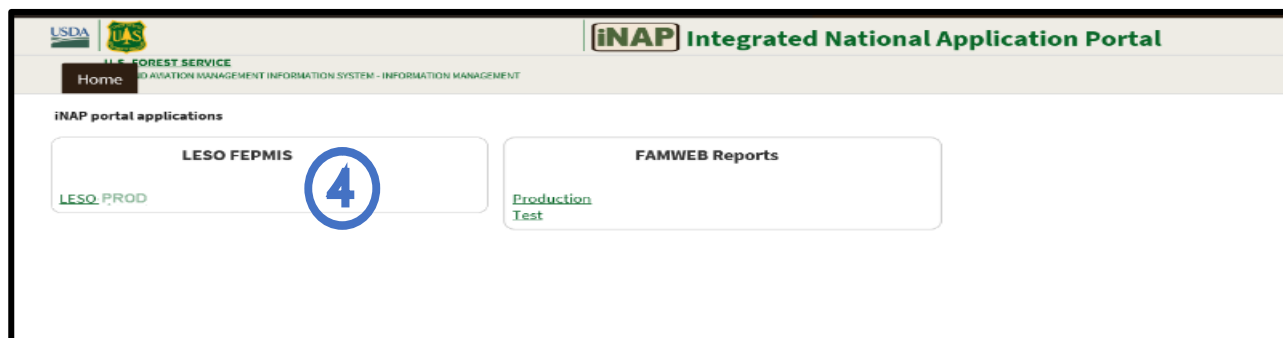 USDA UAS iNAP Integrated National Application Portal
U.S. FOREST SERVICE
Home AVIATION MANAGEMENT INFORMATION SYSTEM - INFORMATION MANAGEMENT
iNAP portal applications
LESO FEPMIS
4
LESO PROD
FAMWEB Reports
Production
Test